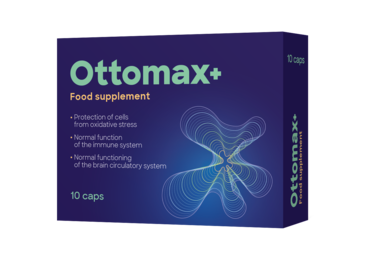 Ottomax+
Food supplement
• Protection of cells
from oxidative stress
• Normal function
of the immune system
• Normal functioning
of the brain circulatory system
10 caps
10 caps
Ottomax+
Food supplement